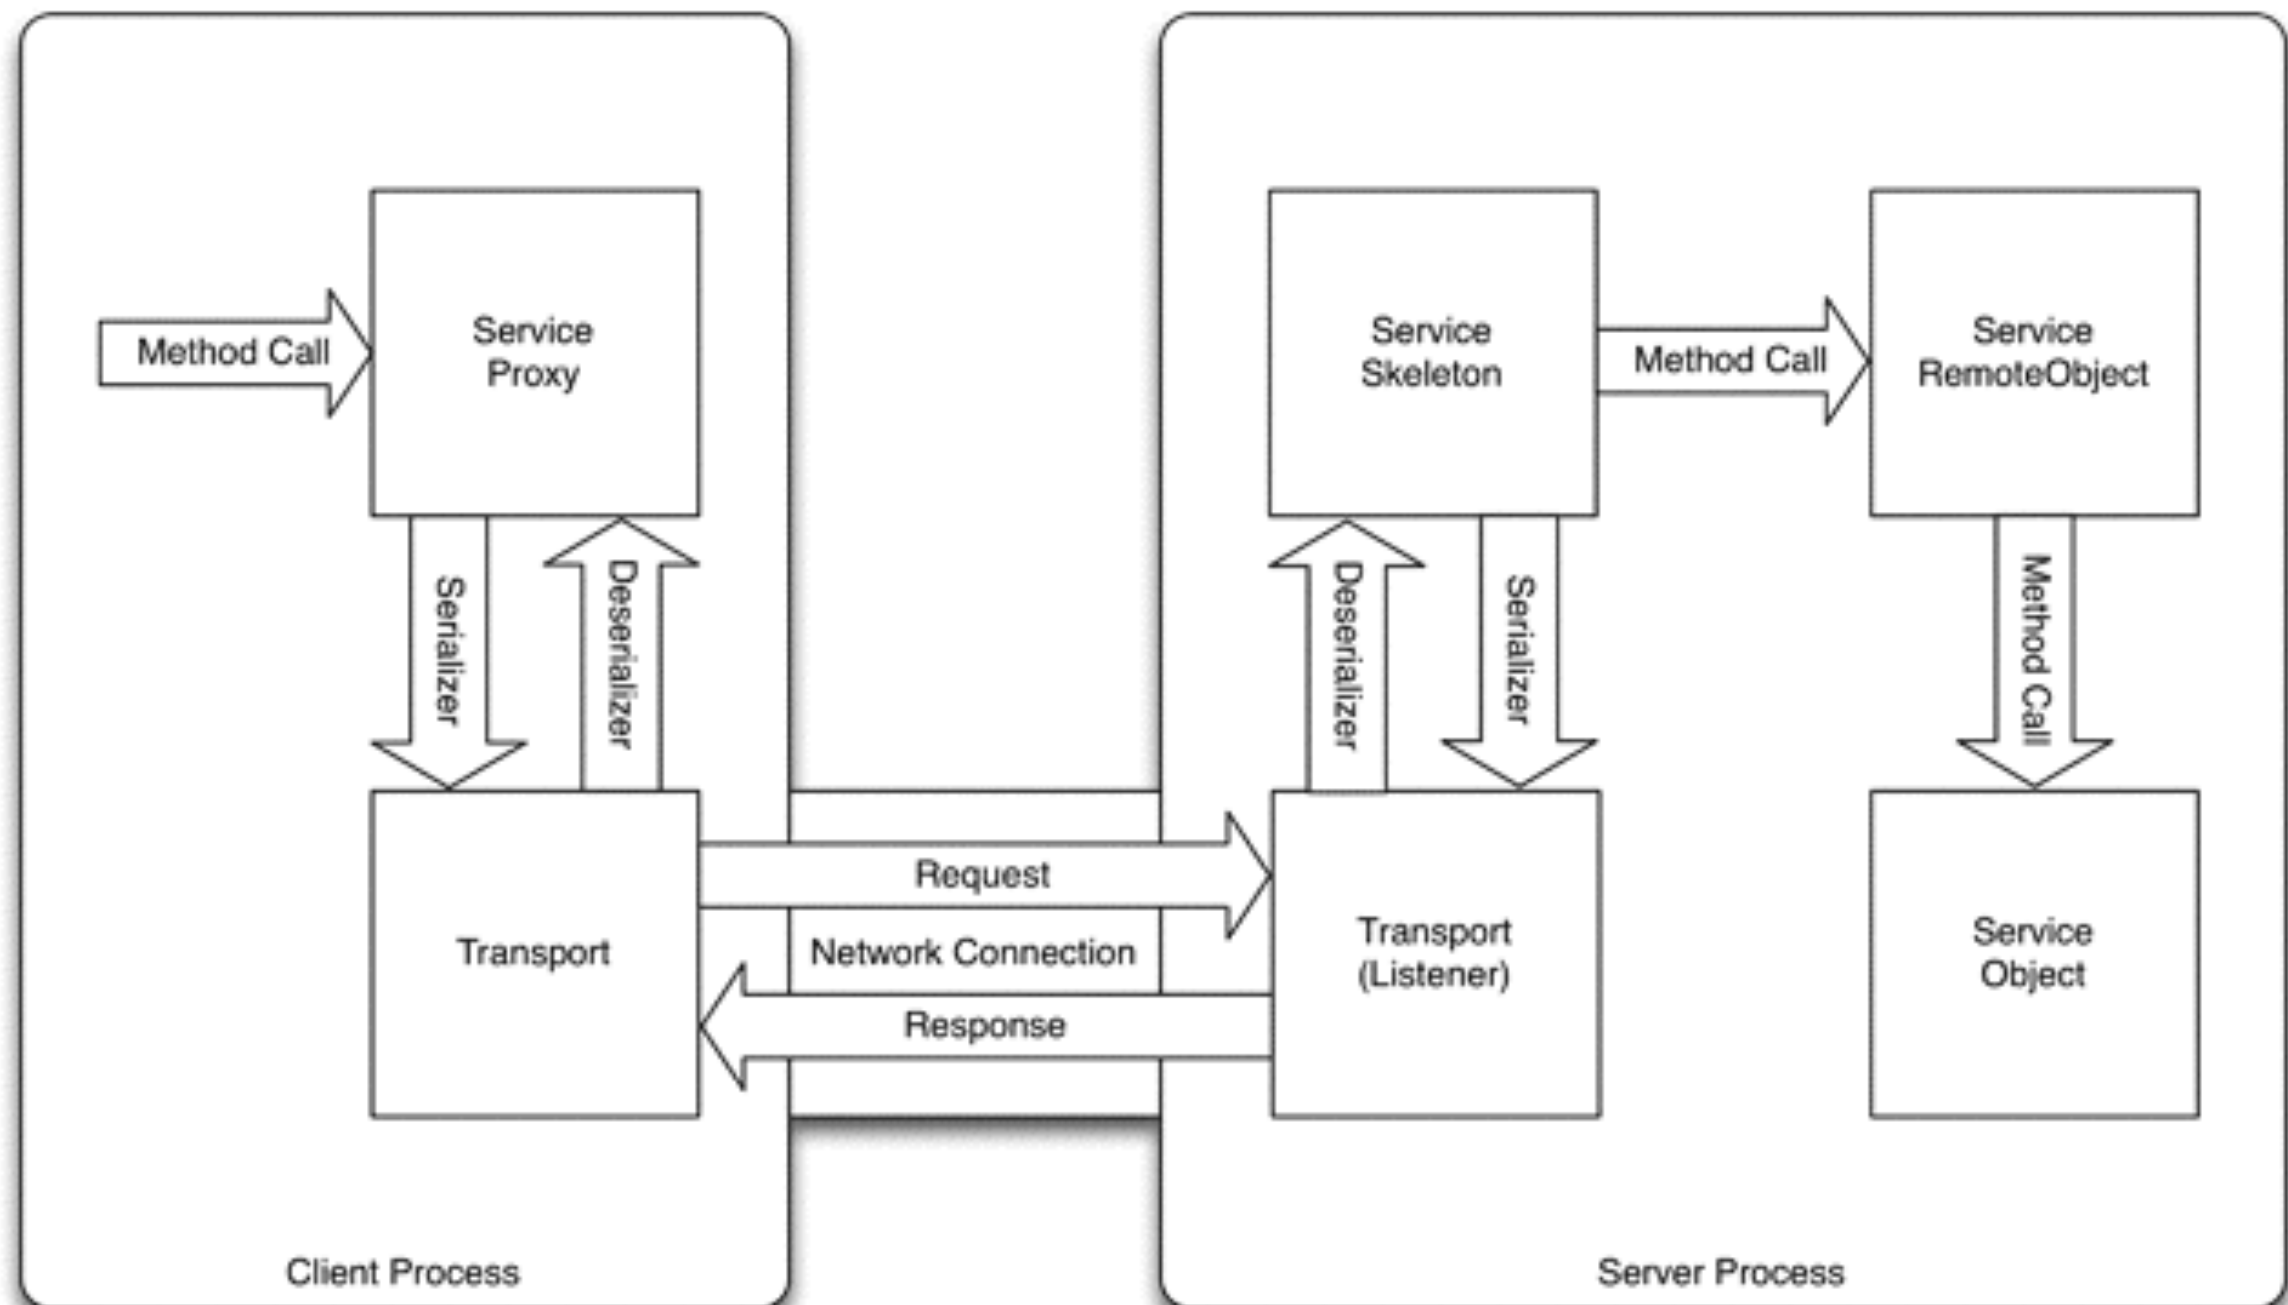 Method Call
Service
Proxy
Serializer
Deserializer
Transport
Client Process
Request
Network Connection
Response
Service
Skeleton
Method Call
Service
RemoteObject
Deserializer
Serializer
Method Call
Transport
(Listener)
Service
Object
Server Process